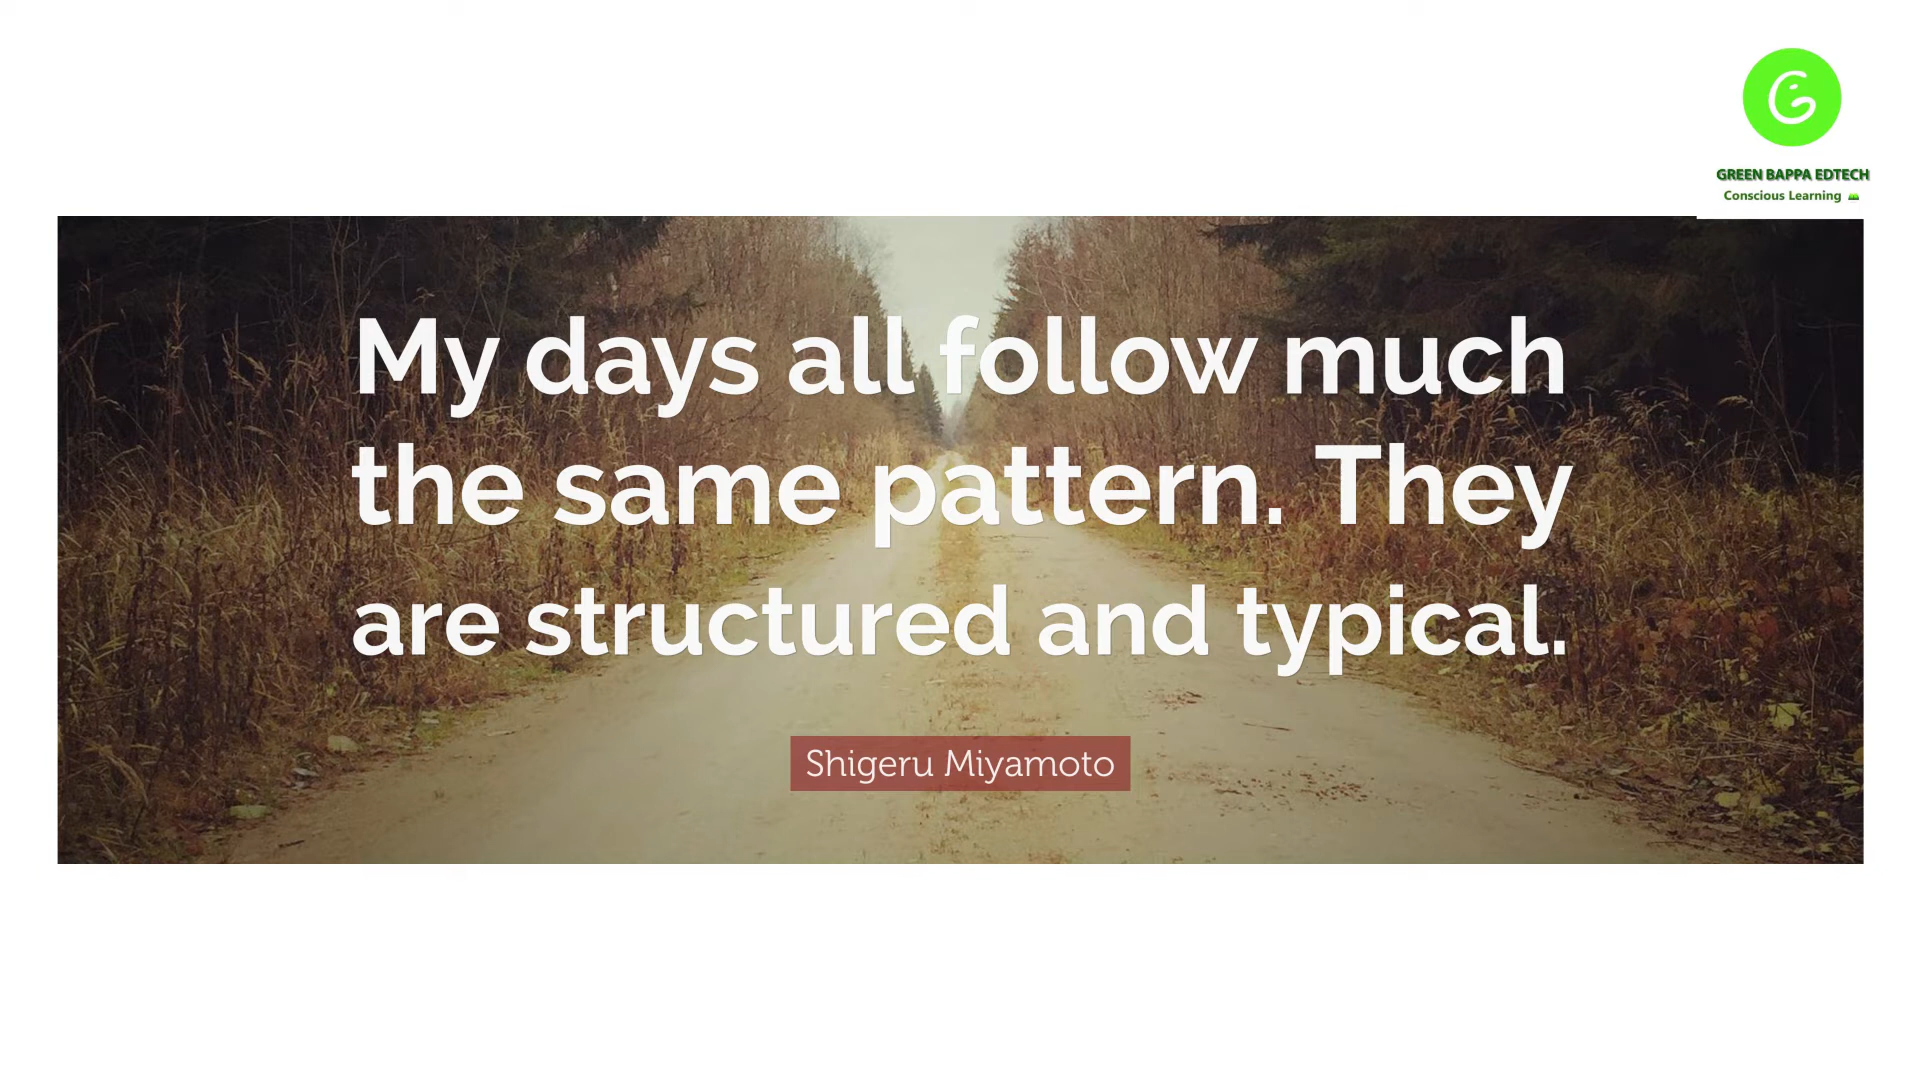 GREEN BAPPA EDTECH
Conscious Learning
My days all follow much
the same pattern. They
are structured and typical.
Shigeru Miyamoto